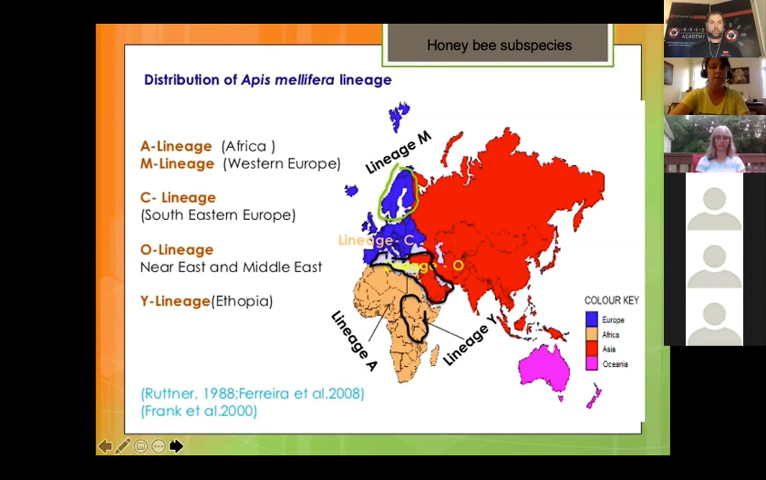 Honey bee subspecies
Distribution of Apis mellifera lineage
A-Lineage (Africa )
M-Lineage (Western Europe)
C- Lineage
(South Eastern Europe)
O-Lineage
Near East and Middle East
Y-Lineage(Ethopia)
Lineage M
Lineage- C
- O
Lineage A
Lineage Y
COLOUR KEY
Europe
Africa
Asia
Oceania
(Ruttner, 1988;Ferreira et al.2008)
(Frank et al.2000)
ACADEMY